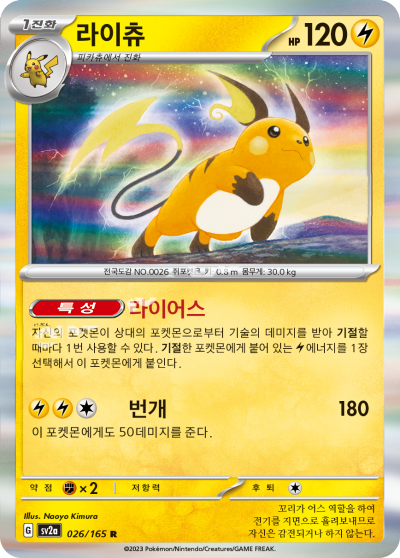 1진화
라이츄
HP 120
피카츄에서 진화
전국도감 NO.0026 쥐포켓몬 키 0.8 m 몸무게: 30.0 kg
특성 라이어스
자신의 포켓몬이 상대의 포켓몬으로부터 기술의 데미지를 받아 기절할
때마다 1번 사용할 수 있다. 기절한 포켓몬에게 붙어 있는 에너지를 1장
선택해서 이 포켓몬에게 붙인다.
번개 180
이 포켓몬에게도 50데미지를 준다.
약점 ×2 저항력 후퇴
Illus. Naoyo Kimura
G sv2a 026/165 R
꼬리가 어스 역할을 하여
전기를 지면으로 흘려보내므로
자신은 감전되거나 하지 않는다.
©2023 Pokémon/Nintendo/Creatures/GAME FREAK.